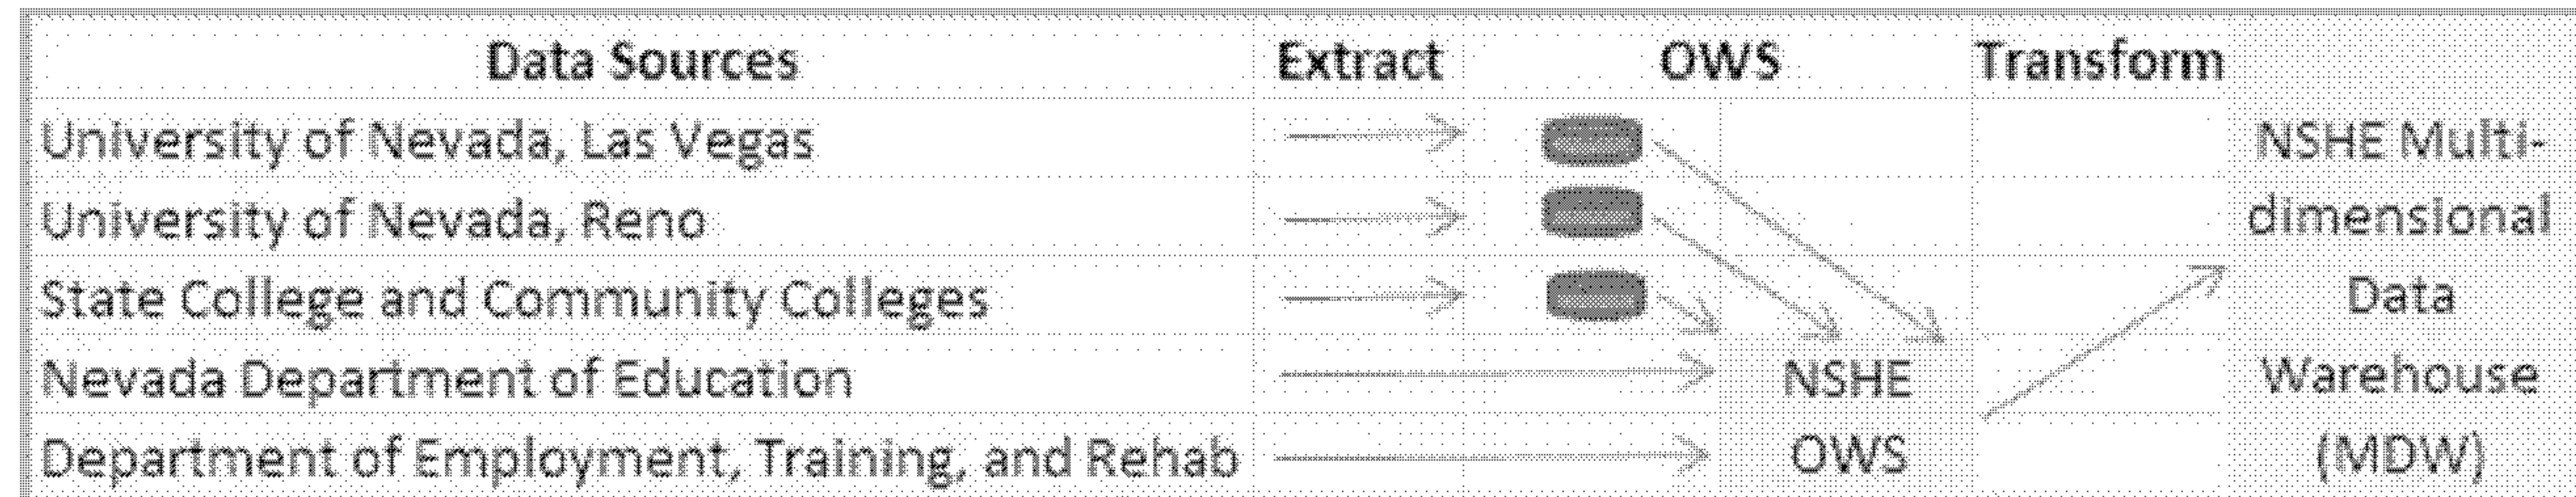 Data Sources Extract OWS Transform
University of Nevada, Las Vegas NSHE Multi-
University of Nevada, Reno dimensional
State College and Community Colleges Data
Nevada Department of Education NSHE Warehouse
Department of Employment, Training, and Rehab OWS (MDW)